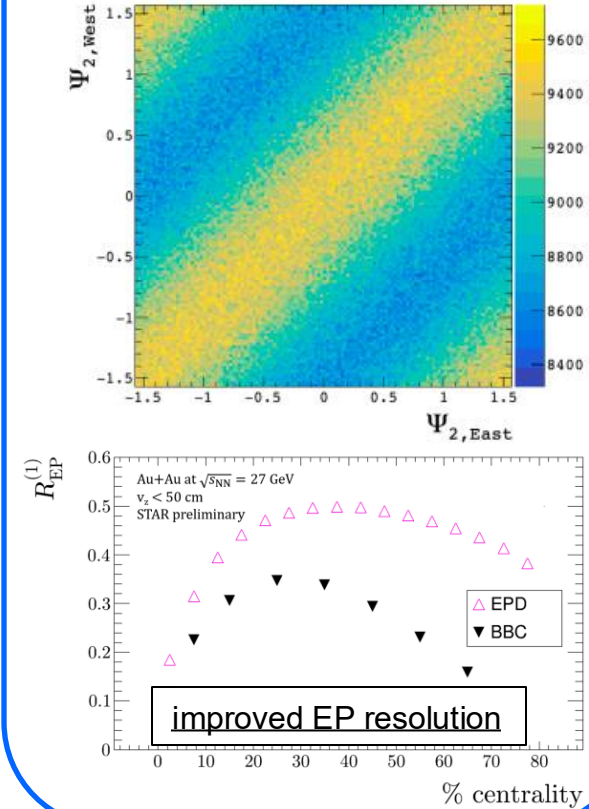 Ψ2,West
1.5
1
0.5
0
−0.5
−1
−1.5
−1.5 −1 −0.5 0 0.5 1 1.5
Ψ2,East
9600
9400
9200
9000
8800
8600
8400
R_EP^(1)
0.6
0.5
0.4
0.3
0.2
0.1
0
Au+Au at √sNN = 27 GeV
vz < 50 cm
STAR preliminary
△ EPD
▼ BBC
improved EP resolution
0 10 20 30 40 50 60 70 80
% centrality